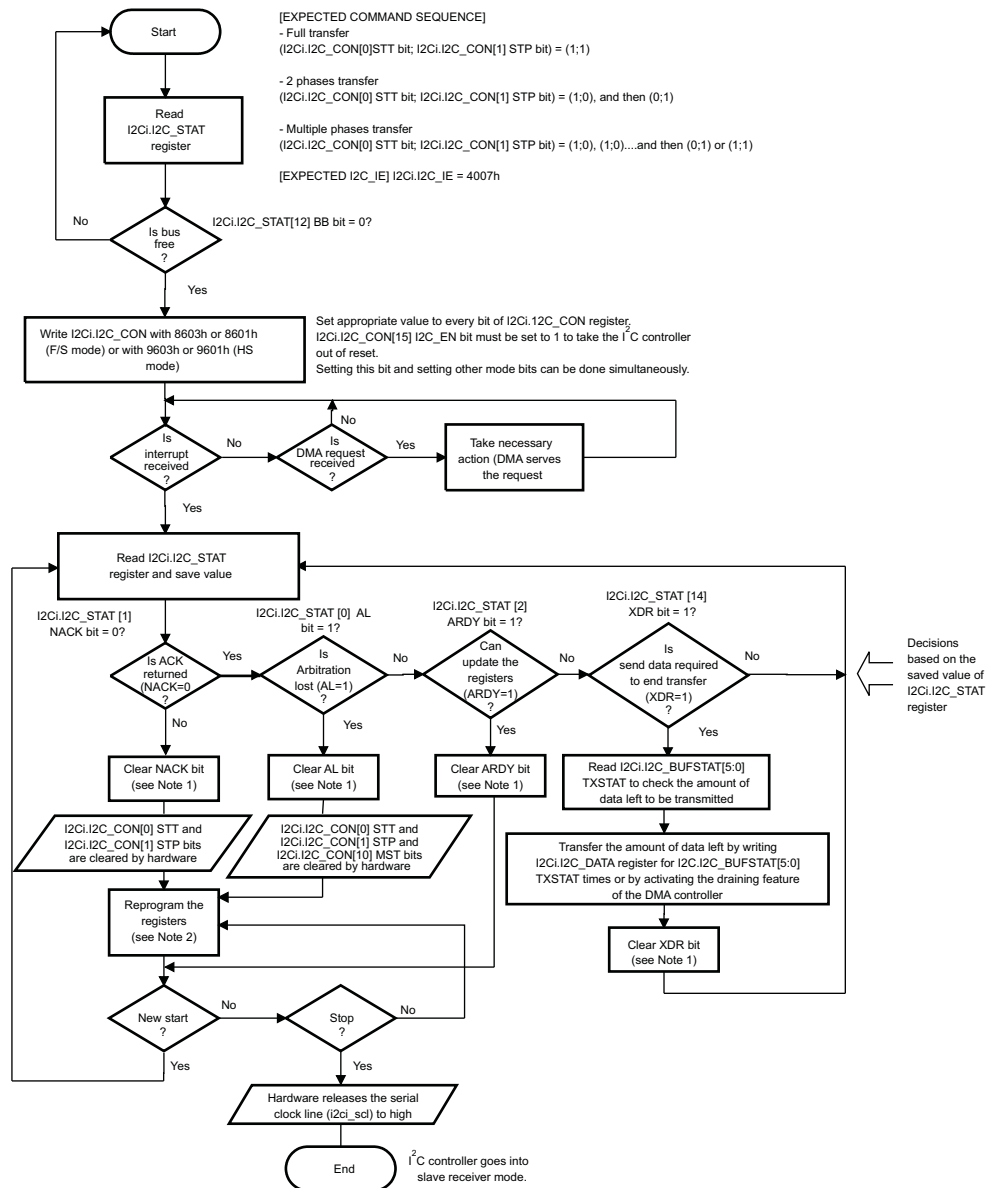 Start
[EXPECTED COMMAND SEQUENCE]
- Full transfer
(I2Ci.I2C_CON[0]STT bit; I2Ci.I2C_CON[1] STP bit) = (1;1)
- 2 phases transfer
(I2Ci.I2C_CON[0] STT bit; I2Ci.I2C_CON[1] STP bit) = (1;0), and then (0;1)
- Multiple phases transfer
(I2Ci.I2C_CON[0] STT bit; I2Ci.I2C_CON[1] STP bit) = (1;0), (1;0)....and then (0;1) or (1;1)
[EXPECTED I2C_IE] I2Ci.I2C_IE = 4007h
Read
I2Ci.I2C_STAT
register
No
I2Ci.I2C_STAT[12] BB bit = 0?
Is bus
free
?
Yes
Write I2Ci.I2C_CON with 8603h or 8601h
(F/S mode) or with 9603h or 9601h (HS
mode)
Set appropriate value to every bit of I2Ci.12C_CON register.
I2Ci.I2C_CON[15] I2C_EN bit must be set to 1 to take the I2C controller
out of reset.
Setting this bit and setting other mode bits can be done simultaneously.
Is
interrupt
received
?
No
Is
DMA request
received
?
No
Yes
Take necessary
action (DMA serves
the request
Yes
Read I2Ci.I2C_STAT
register and save value
I2Ci.I2C_STAT [1]
NACK bit = 0?
I2Ci.I2C_STAT [0] AL
bit = 1?
I2Ci.I2C_STAT [2]
ARDY bit = 1?
I2Ci.I2C_STAT [14]
XDR bit = 1?
Is ACK
returned
(NACK=0
?
Yes
Is
Arbitration
lost (AL=1)
?
No
Can
update the
registers
(ARDY=1)
?
No
Is
send data required
to end transfer
(XDR=1)
?
No
Decisions
based on the
saved value of
I2Ci.I2C_STAT
register
No
Yes
Yes
Yes
Clear NACK bit
(see Note 1)
Clear AL bit
(see Note 1)
Clear ARDY bit
(see Note 1)
Read I2Ci.I2C_BUFSTAT[5:0]
TXSTAT to check the amount of
data left to be transmitted
I2Ci.I2C_CON[0] STT and
I2Ci.I2C_CON[1] STP bits
are cleared by hardware
I2Ci.I2C_CON[0] STT and
I2Ci.I2C_CON[1] STP and
I2Ci.I2C_CON[10] MST bits
are cleared by hardware
Transfer the amount of data left by writing
I2Ci.I2C_DATA register for I2C.I2C_BUFSTAT[5:0]
TXSTAT times or by activating the draining feature
of the DMA controller
Reprogram the
registers
(see Note 2)
Clear XDR bit
(see Note 1)
New start
?
No
Stop
?
No
Yes
Yes
Hardware releases the serial
clock line (i2ci_scl) to high
End
I2C controller goes into
slave receiver mode.